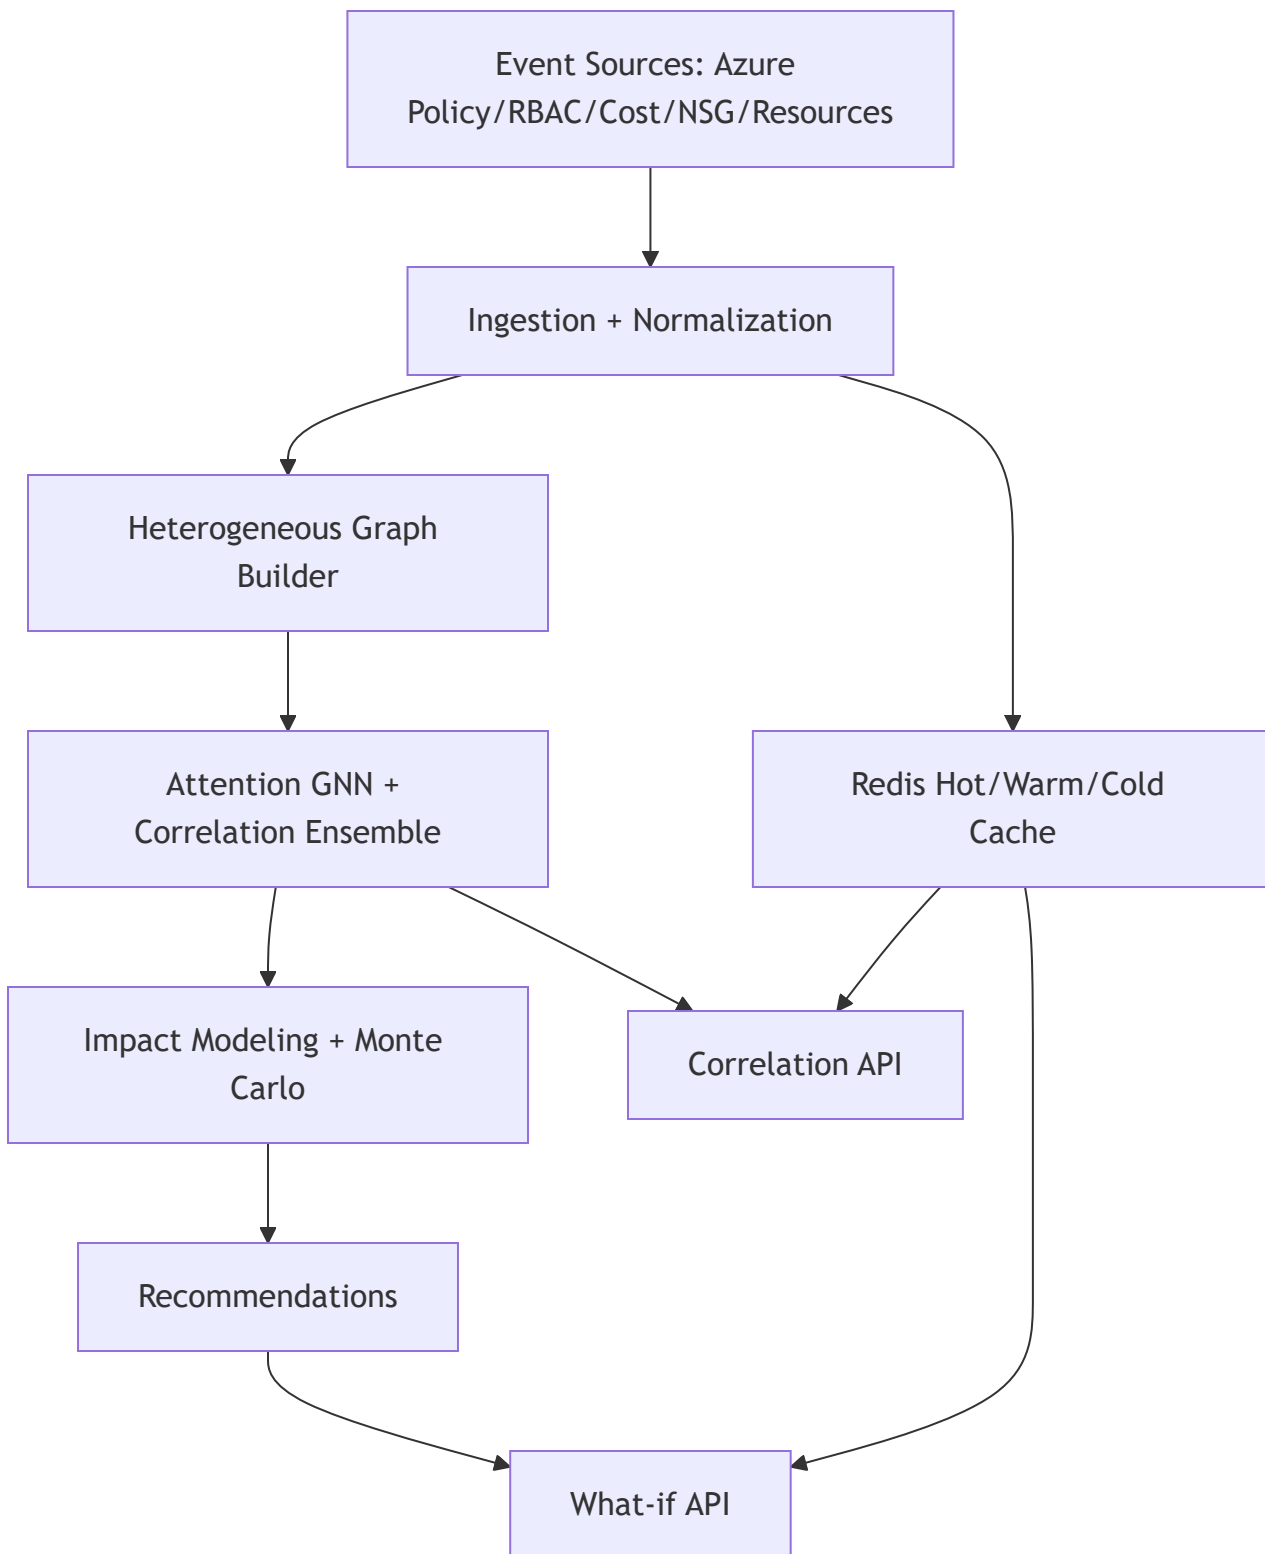 Event Sources: Azure
Policy/RBAC/Cost/NSG/Resources
Ingestion + Normalization
Heterogeneous Graph
Builder
Attention GNN +
Correlation Ensemble
Redis Hot/Warm/Cold
Cache
Impact Modeling + Monte
Carlo
Correlation API
Recommendations
What-if API